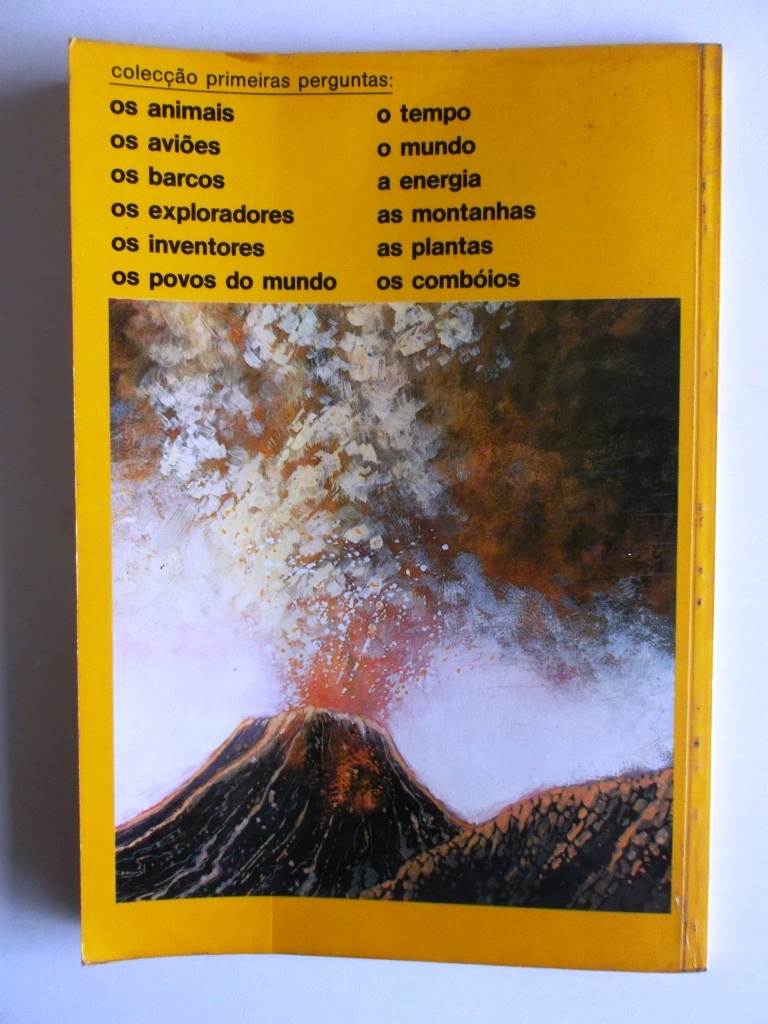 colecção primeiras perguntas:
os animais
os aviões
os barcos
os exploradores
os inventores
os povos do mundo
o tempo
o mundo
a energia
as montanhas
as plantas
os combóios